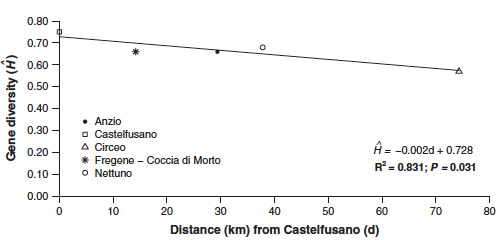 0.80
0.70
0.60
0.50
0.40
0.30
0.20
0.10
0.00
Gene diversity (Ĥ)
Anzio
Castelfusano
Circeo
Fregene – Coccia di Morto
Nettuno
Ĥ = –0.002d + 0.728
R² = 0.831; P = 0.031
0 10 20 30 40 50 60 70 80
Distance (km) from Castelfusano (d)